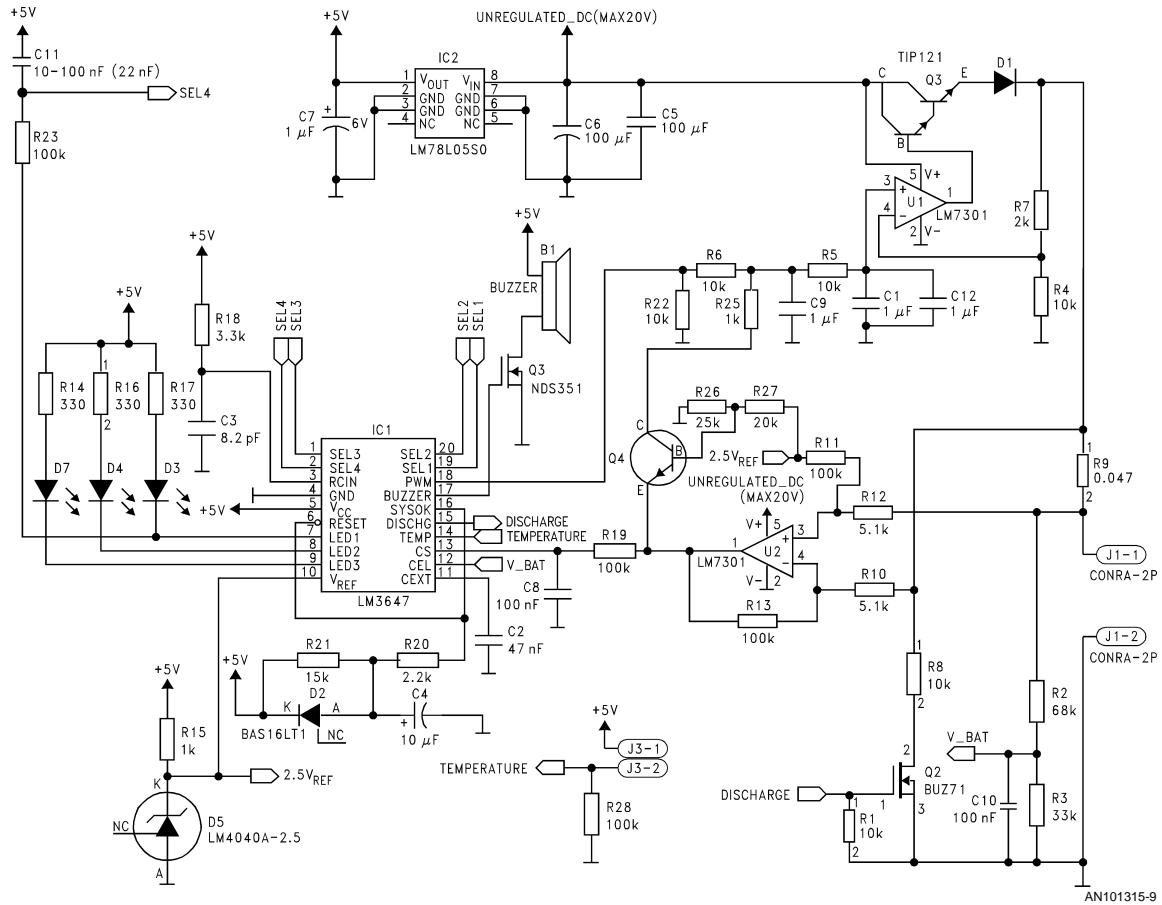 +5V
C11
10-100 nF (22 nF)
SEL4
R23
100k
+5V
UNREGULATED_DC(MAX20V)
IC2
1 VOUT VIN 8
2 GND GND 7
3 GND GND 6
4 NC NC 5
LM78L05S0
C7
1 µF
+
6V
C6
100 µF
C5
100 µF
TIP121
C
Q3
E
B
D1
3
+
5
V+
U1
1
4
-
2
V-
LM7301
R7
2k
R4
10k
+5V
B1
BUZZER
Q3
NDS351
R6
10k
R5
10k
R22
10k
R25
1k
C9
1 µF
C1
1 µF
C12
1 µF
+5V
R18
3.3k
C3
8.2 pF
+5V
R14
330
1
R16
330
2
R17
330
D7
D4
D3
SEL4
SEL3
SEL2
SEL1
IC1
1 SEL3 SEL2 20
2 SEL4 SEL1 19
3 RCIN PWM 18
4 GND BUZZER 17
5 VCC SYSOK 16
6 RESET DISCHG 15
7 LED1 TEMP 14
8 LED2 CS 13
9 LED3 CEL 12
10 VREF CEXT 11
LM3647
+5V
DISCHARGE
TEMPERATURE
V_BAT
R19
100k
C8
100 nF
C2
47 nF
Q4
C
B
E
R26
25k
R27
20k
2.5VREF
R11
100k
UNREGULATED_DC
(MAX20V)
V+
5
3
+
1
U2
4
-
LM7301
V-
2
R12
5.1k
R10
5.1k
R13
100k
1
R9
0.047
2
J1-1
CONRA-2P
J1-2
CONRA-2P
+5V
R21
15k
R20
2.2k
D2
K
A
NC
BAS16LT1
C4
+
10 µF
+5V
R15
1k
K
2.5VREF
NC
D5
LM4040A-2.5
A
+5V
J3-1
J3-2
TEMPERATURE
R28
100k
1
R8
10k
2
2
Q2
BUZ71
1
3
DISCHARGE
1
R1
10k
2
V_BAT
C10
100 nF
R2
68k
R3
33k
AN101315-9